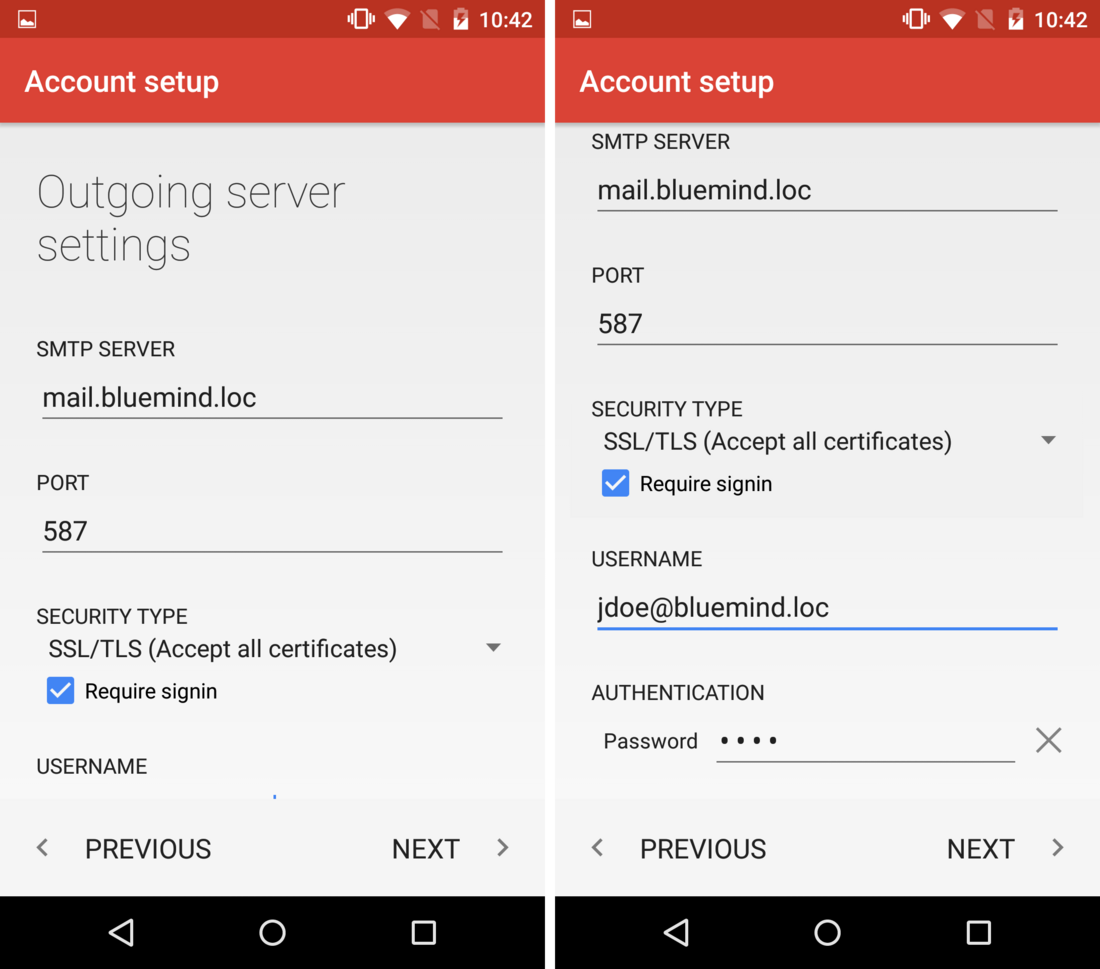 10:42
Account setup
Outgoing server
settings
SMTP SERVER
mail.bluemind.loc
PORT
587
SECURITY TYPE
SSL/TLS (Accept all certificates)
Require signin
USERNAME
PREVIOUS
NEXT
10:42
Account setup
SMTP SERVER
mail.bluemind.loc
PORT
587
SECURITY TYPE
SSL/TLS (Accept all certificates)
Require signin
USERNAME
jdoe@bluemind.loc
AUTHENTICATION
Password ••••
PREVIOUS
NEXT